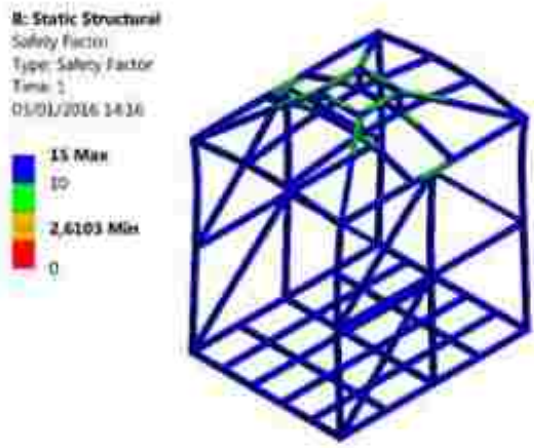 B: Static Structural
Safety Factor
Type: Safety Factor
Time: 1
03/01/2016 14:16
15 Max
10
2,6103 Min
0